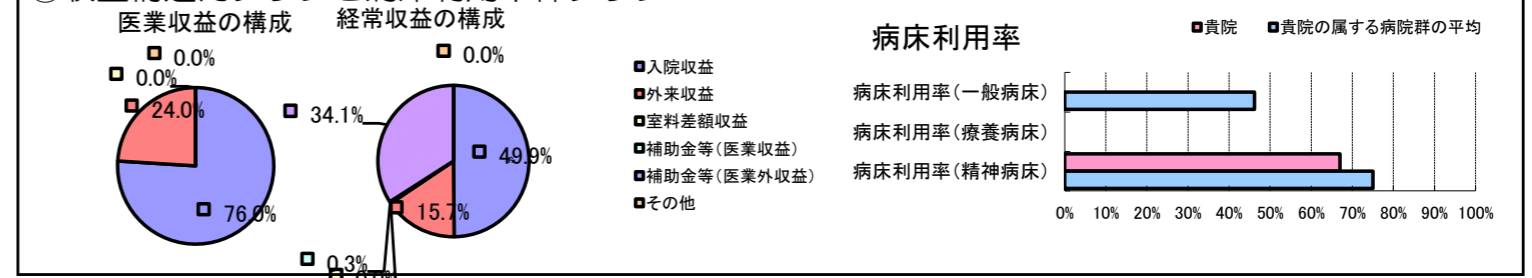 医業収益の構成
0.0%
0.0%
24.0%
76.0%
経常収益の構成
0.0%
34.1%
49.9%
15.7%
0.3%
入院収益
外来収益
室料差額収益
補助金等(医業収益)
補助金等(医業外収益)
その他
病床利用率
貴院
貴院の属する病院群の平均
病床利用率(一般病床)
病床利用率(療養病床)
病床利用率(精神病床)
0% 10% 20% 30% 40% 50% 60% 70% 80% 90% 100%